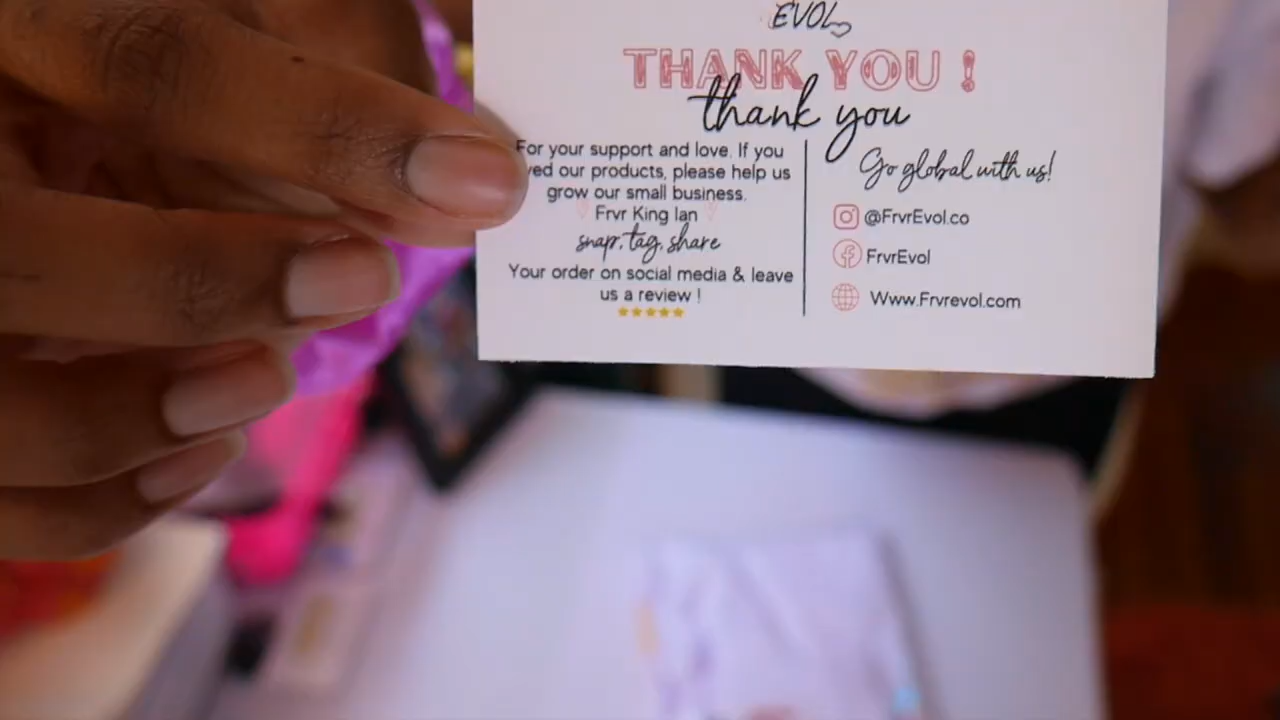 EVOL
THANK YOU !
thank you
For your support and love. If you
our products, please help us
grow our small business.
Frvr King Ian
snap, tag, share
Your order on social media & leave
us a review !
Go global with us!
@FrvrEvol.co
FrvrEvol
Www.Frvrevol.com